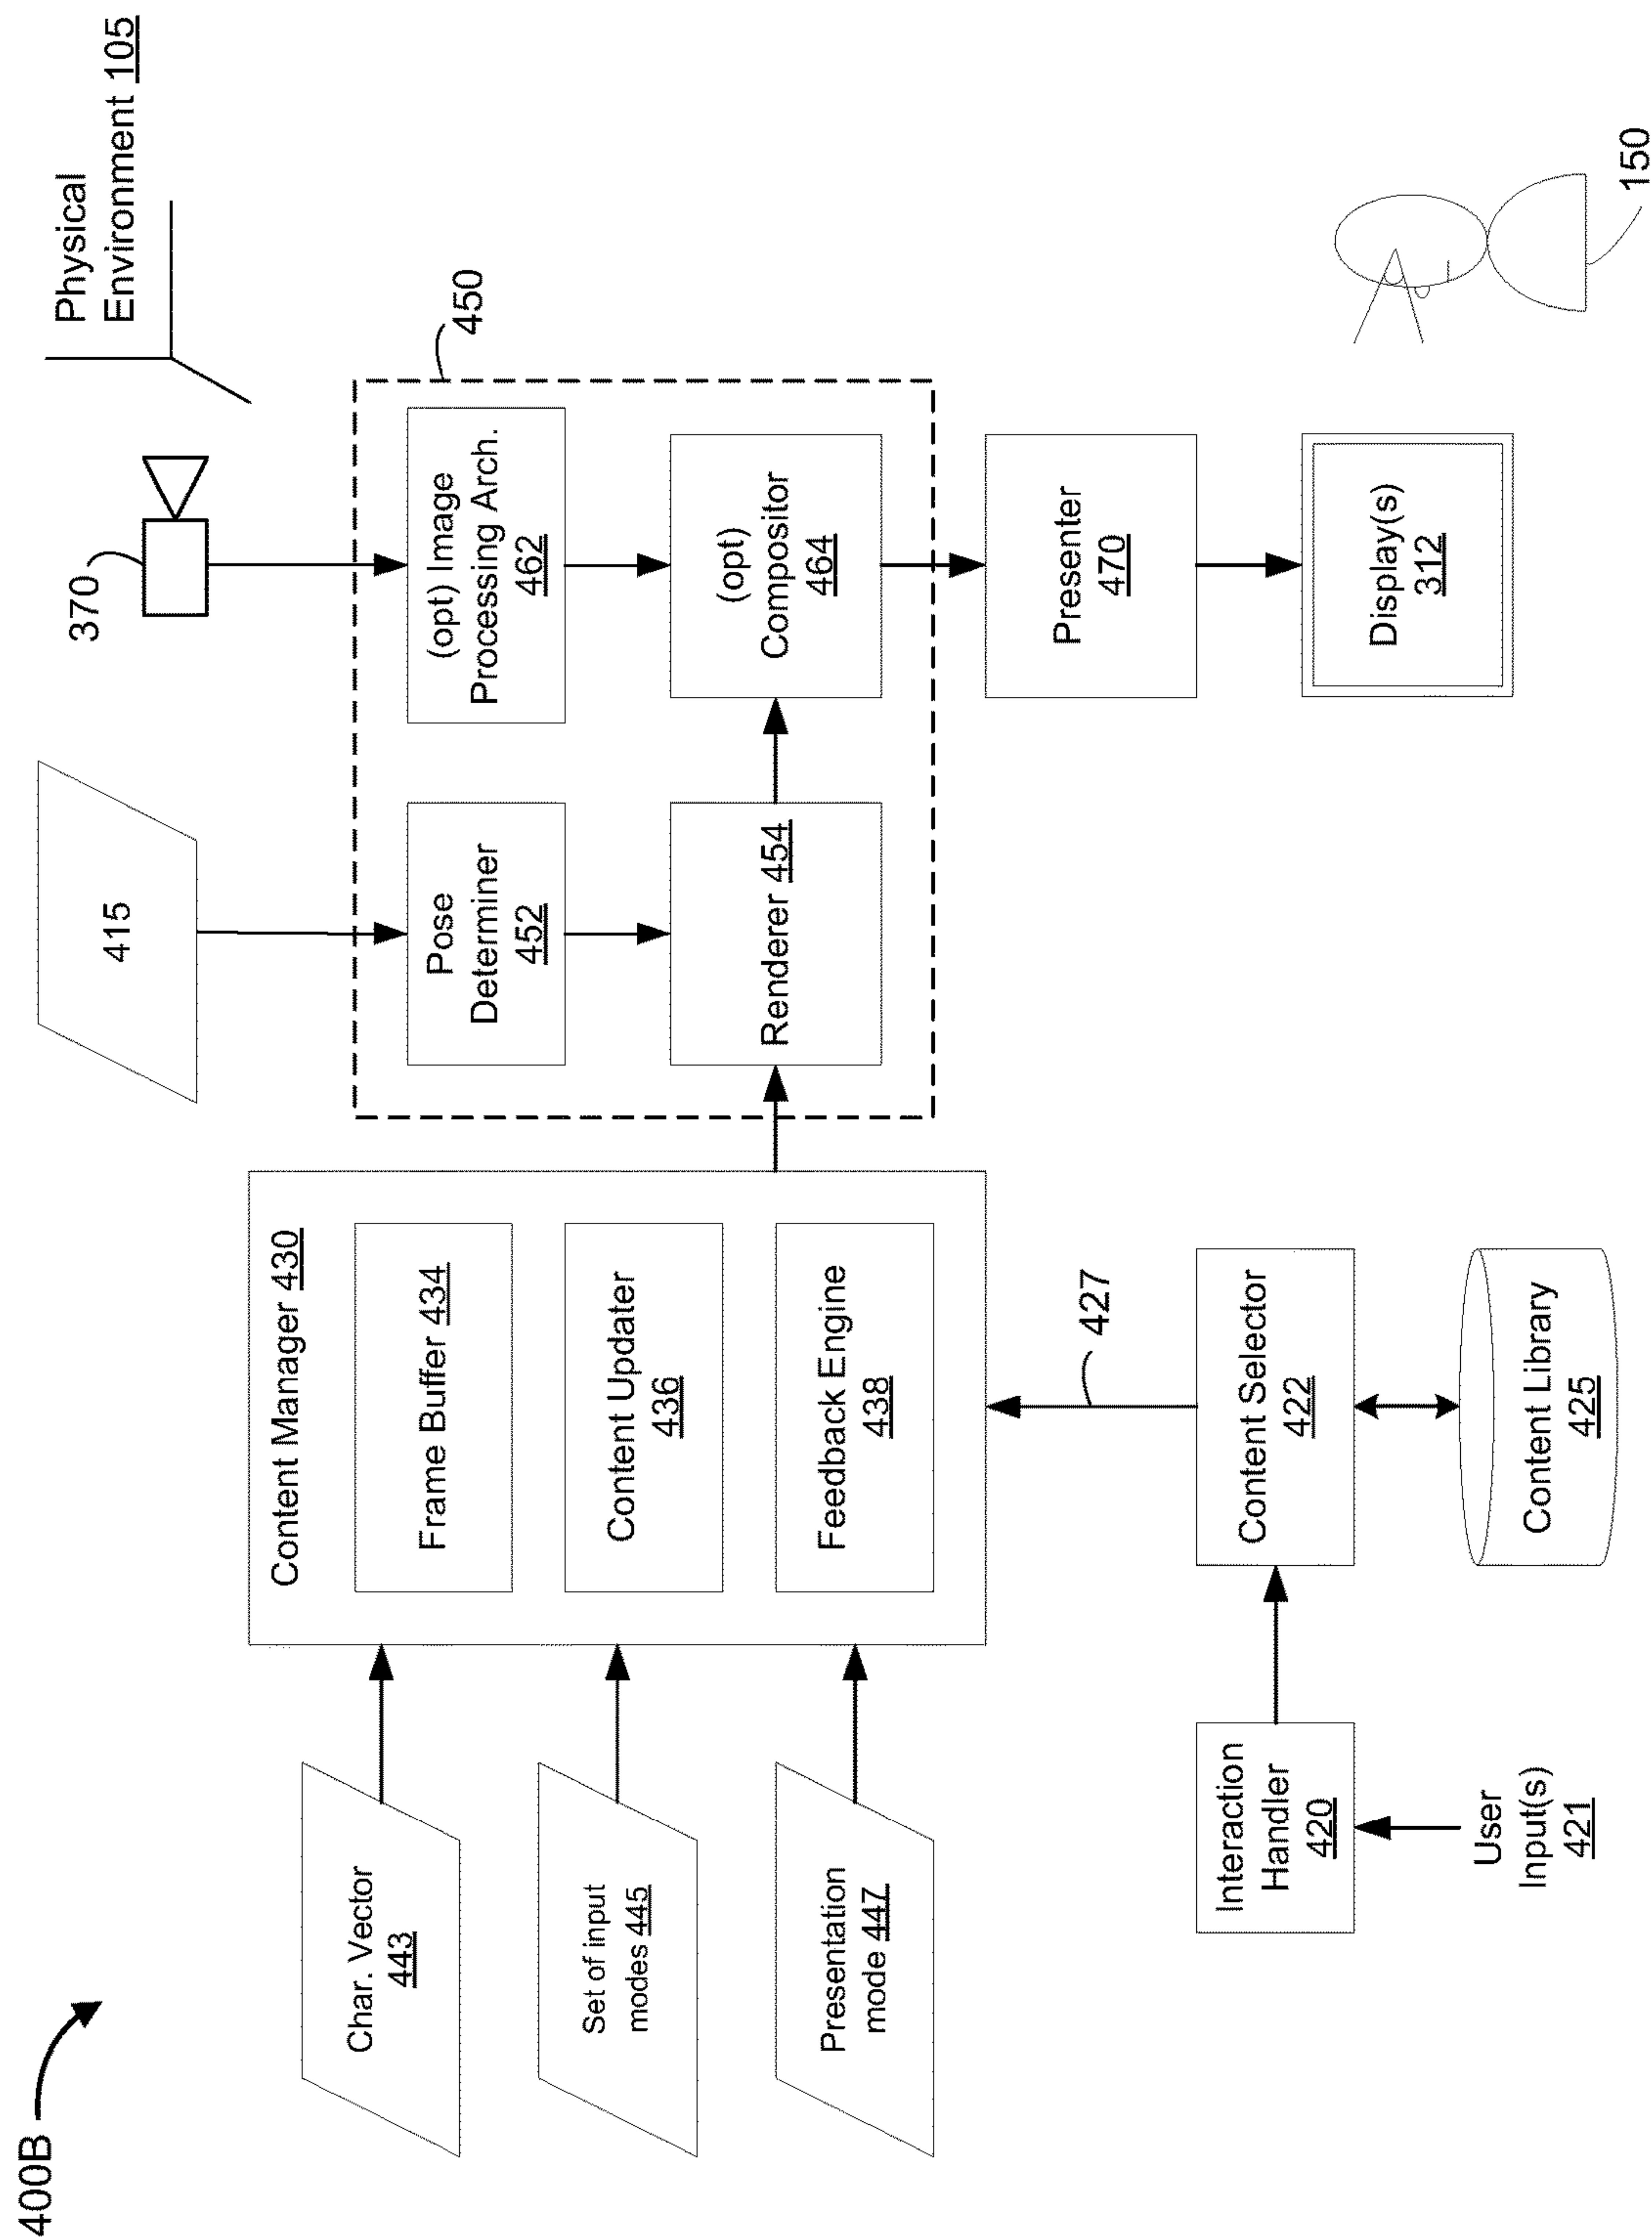 400B
Physical
Environment 105
370
415
450
Char. Vector
443
Set of input
modes 445
Presentation
mode 447
Content Manager 430
Frame Buffer 434
Content Updater
436
Feedback Engine
438
Pose
Determiner
452
(opt) Image
Processing Arch.
462
Renderer 454
(opt)
Compositor
464
427
Presenter
470
Interaction
Handler
420
User
Input(s)
421
Content Selector
422
Content Library
425
Display(s)
312
150